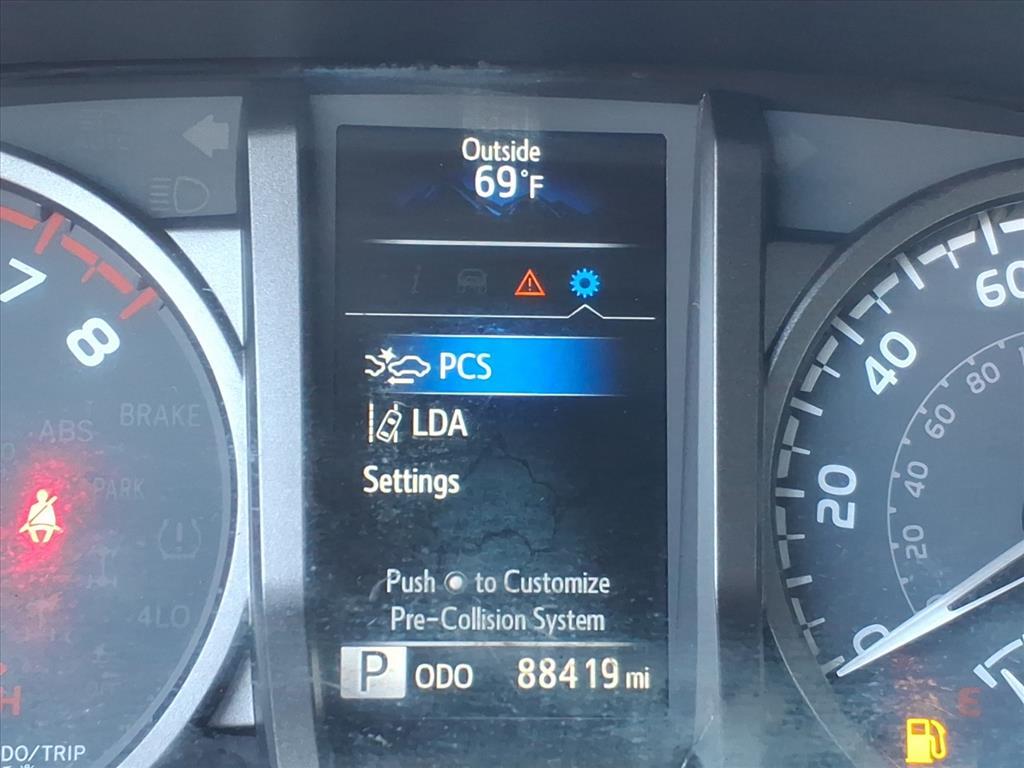 Outside
69°F
PCS
LDA
Settings
Push to Customize
Pre-Collision System
P ODO 88419 mi
7
8
BRAKE
ABS
PARK
4LO
H
DO/TRIP
0
20
40
60
20
40
60
80
E